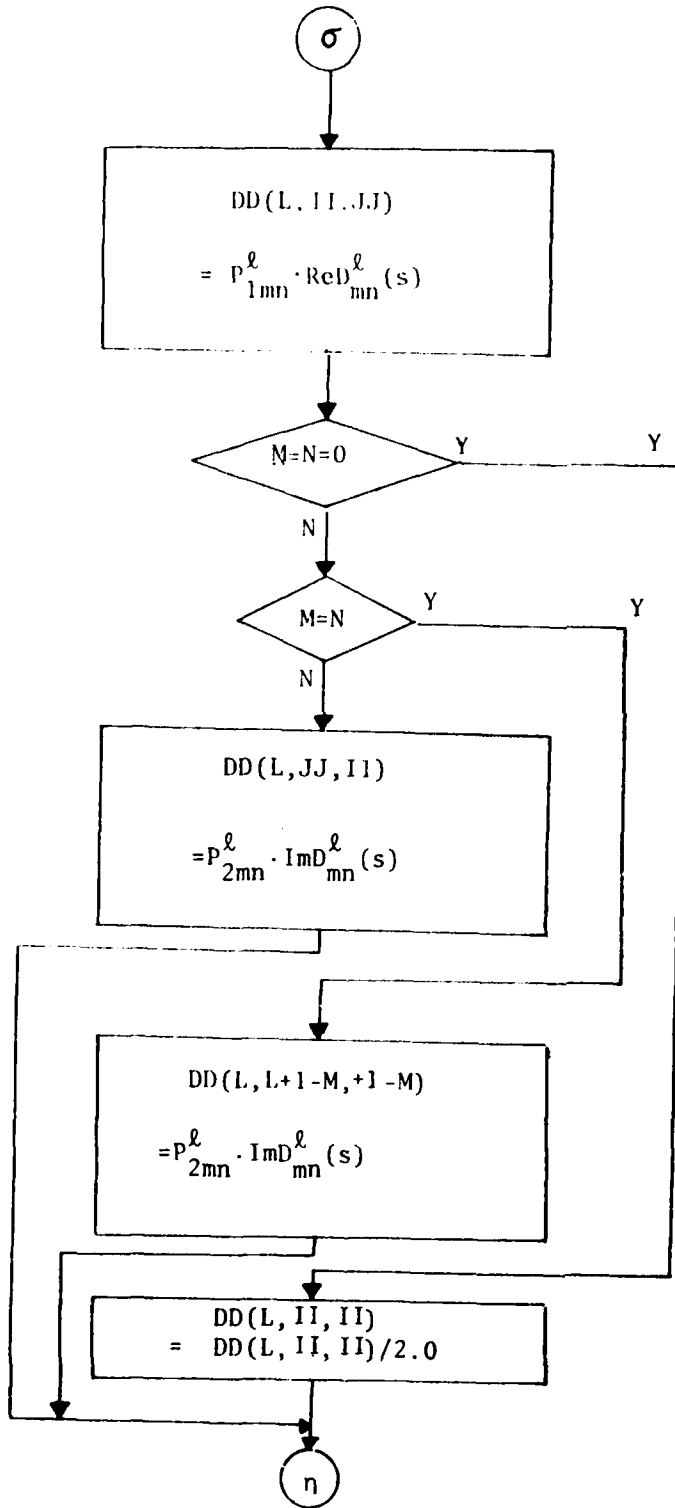 σ
DD(L,II,JJ)
= P^ℓ_1mn · ReD^ℓ_mn(s)
M=N=0
Y Y
N
M=N
Y Y
N
DD(L,JJ,II)
=P^ℓ_2mn · ImD^ℓ_mn(s)
DD(L,L+1-M,+1-M)
=P^ℓ_2mn · ImD^ℓ_mn(s)
DD(L,II,II)
= DD(L,II,II)/2.0
η